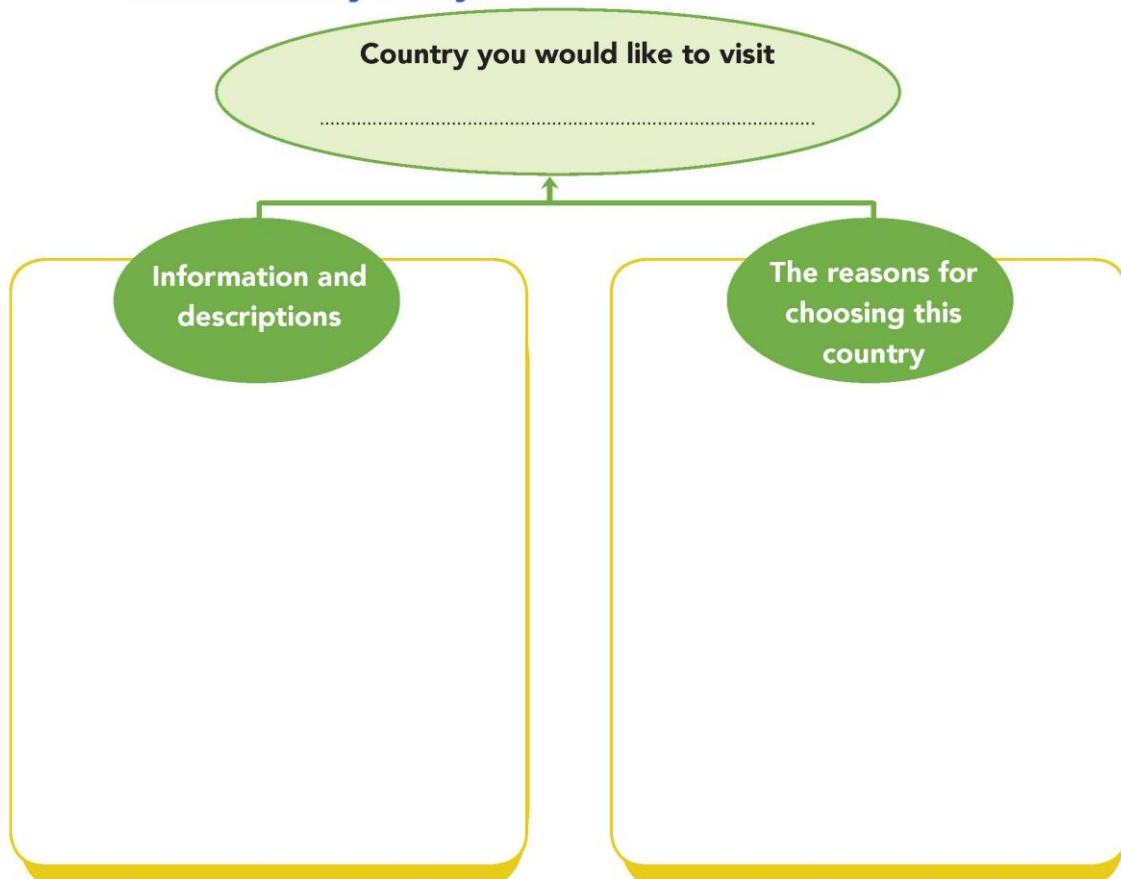 Country you would like to visit
................................................................................................
Information and
descriptions
The reasons for
choosing this
country